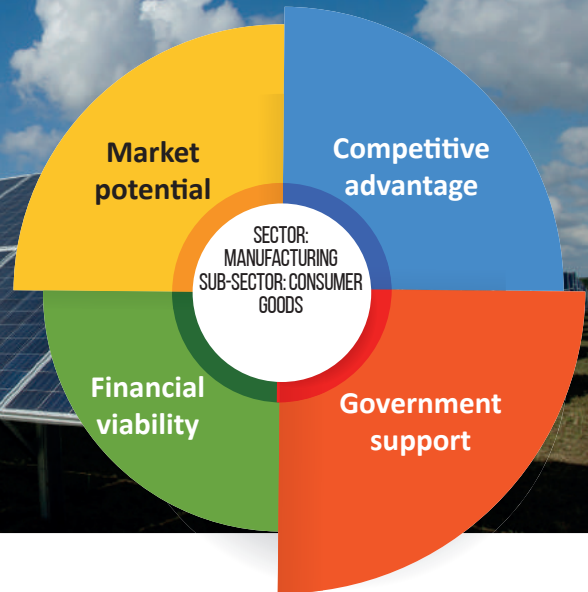 Market
potential
Competitive
advantage
SECTOR:
MANUFACTURING
SUB-SECTOR: CONSUMER
GOODS
Financial
viability
Government
support